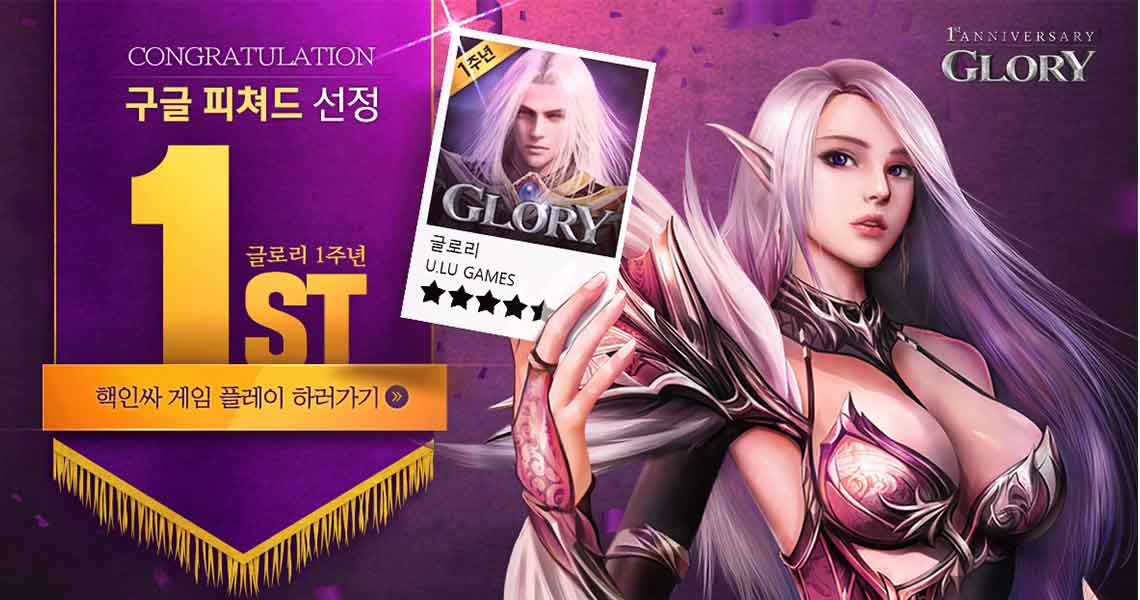 CONGRATULATION
구글 피쳐드 선정
1ST
글로리 1주년
핵인싸 게임 플레이 하러가기
1주년
GLORY
글로리
U.LU GAMES
1st ANNIVERSARY
GLORY